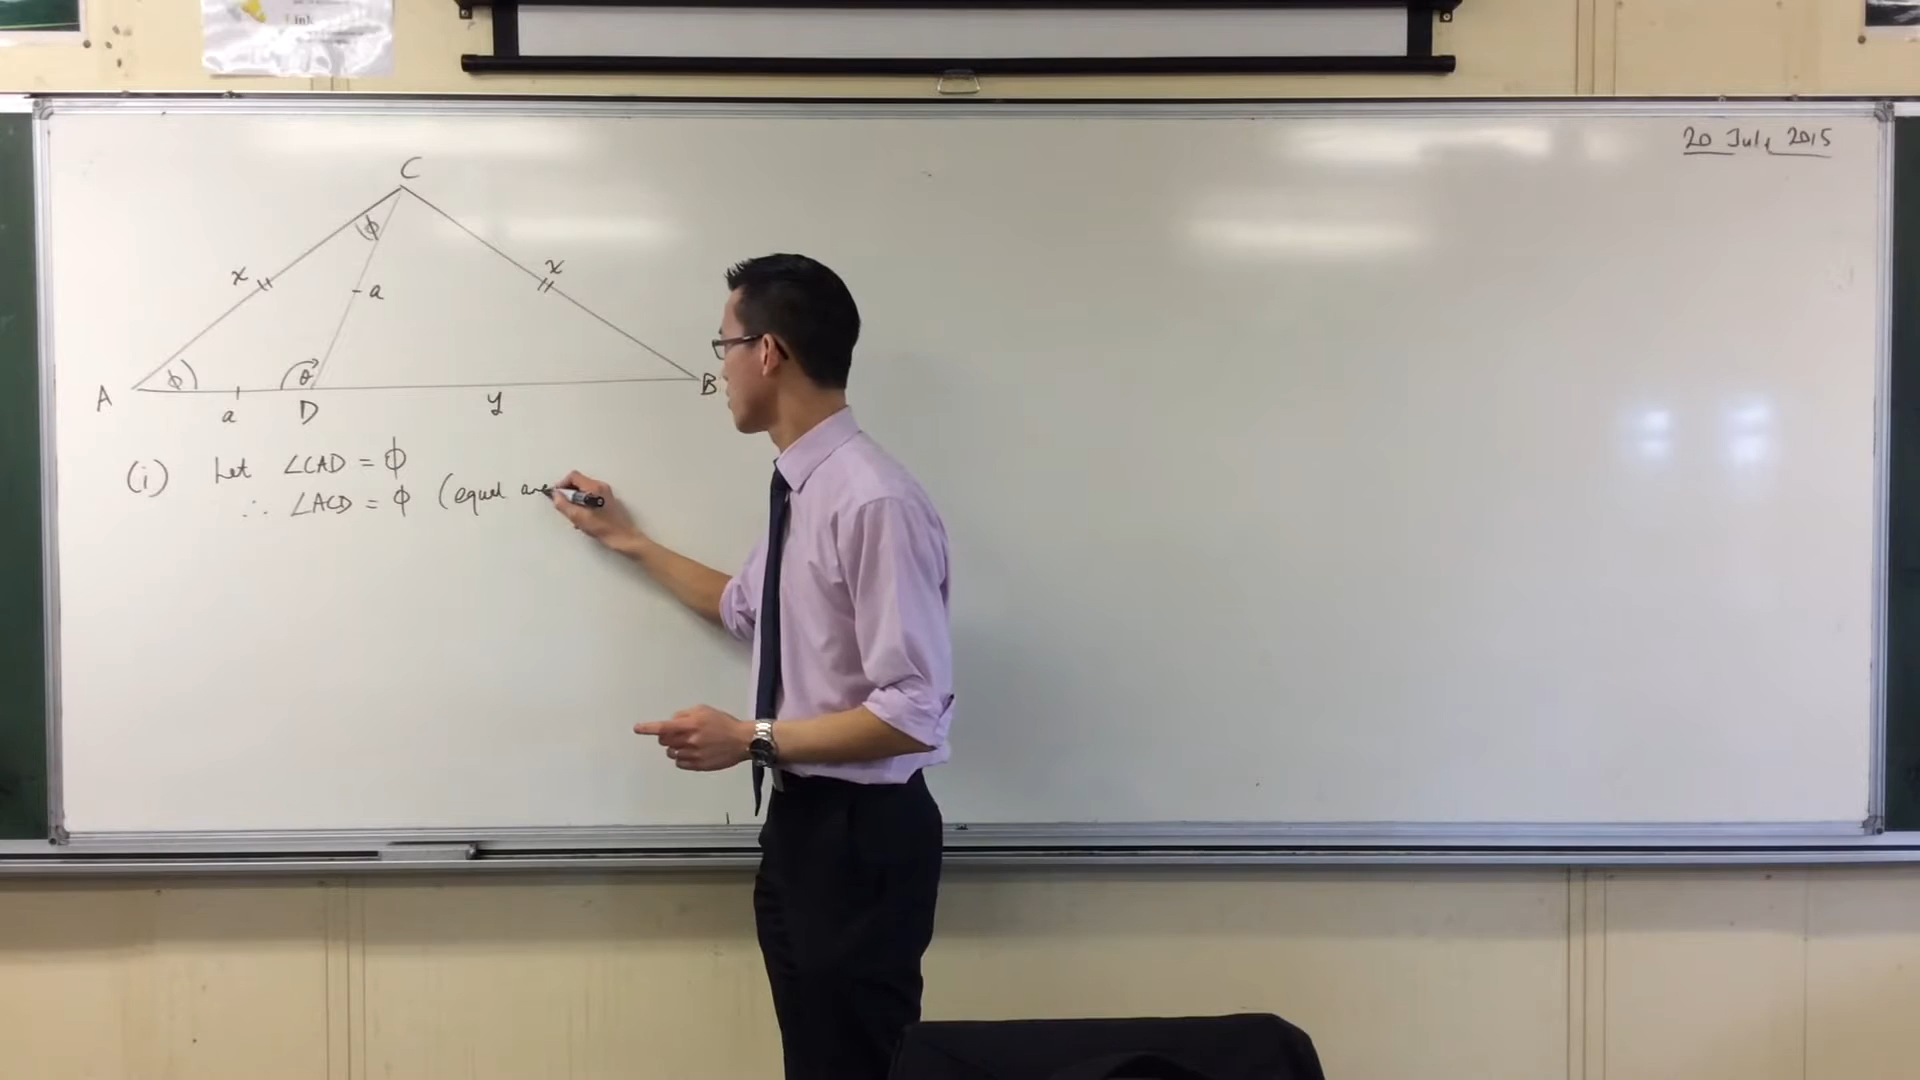 20 July 2015
C
φ
x
x
a
A
φ
θ
B
a
D
y
(i) Let ∠CAD = φ
∴ ∠ACD = φ (equal